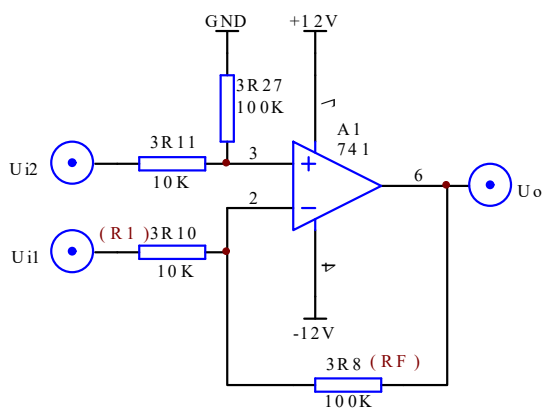 GND
+12V
3R27
100K
7
A1
741
3R11
3
Ui2
10K
6
2
Uo
(R1) 3R10
Ui1
10K
4
-12V
3R8 (RF)
100K